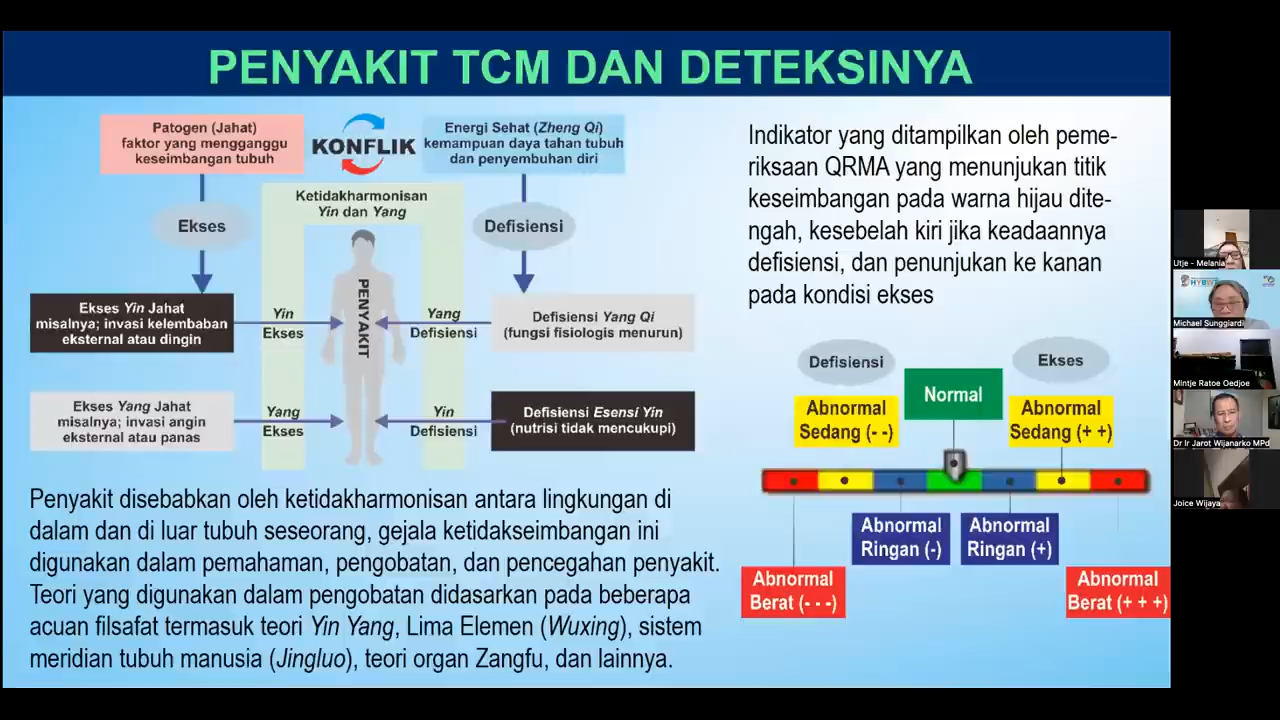 PENYAKIT TCM DAN DETEKSINYA
Patogen (Jahat)
faktor yang mengganggu
keseimbangan tubuh
KONFLIK
Energi Sehat (Zheng Qi)
kemampuan daya tahan tubuh
dan penyembuhan diri
Ketidakharmonisan
Yin dan Yang
Ekses
Defisiensi
PENYAKIT
Ekses Yin Jahat
misalnya; invasi kelembaban
eksternal atau dingin
Yin
Ekses
Yang
Defisiensi
Defisiensi Yang Qi
(fungsi fisiologis menurun)
Ekses Yang Jahat
misalnya; invasi angin
eksternal atau panas
Yang
Ekses
Yin
Defisiensi
Defisiensi Esensi Yin
(nutrisi tidak mencukupi)
Penyakit disebabkan oleh ketidakharmonisan antara lingkungan di
dalam dan di luar tubuh seseorang, gejala ketidakseimbangan ini
digunakan dalam pemahaman, pengobatan, dan pencegahan penyakit.
Teori yang digunakan dalam pengobatan didasarkan pada beberapa
acuan filsafat termasuk teori Yin Yang, Lima Elemen (Wuxing), sistem
meridian tubuh manusia (Jingluo), teori organ Zangfu, dan lainnya.
Indikator yang ditampilkan oleh peme-
riksaan QRMA yang menunjukan titik
keseimbangan pada warna hijau dite-
ngah, kesebelah kiri jika keadaannya
defisiensi, dan penunjukan ke kanan
pada kondisi ekses
Defisiensi
Ekses
Normal
Abnormal
Sedang (- -)
Abnormal
Sedang (+ +)
Abnormal
Ringan (-)
Abnormal
Ringan (+)
Abnormal
Berat (- - -)
Abnormal
Berat (+ + +)
Utje - Melania
Michael Sunggiardi
Mintje Ratoe Oedjoe
Dr Ir Jarot Wijanarko MPd
Joice Wijaya